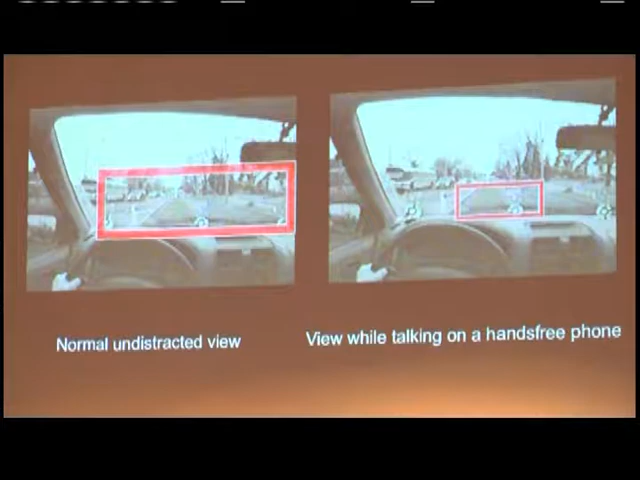 Normal undistracted view
View while talking on a handsfree phone